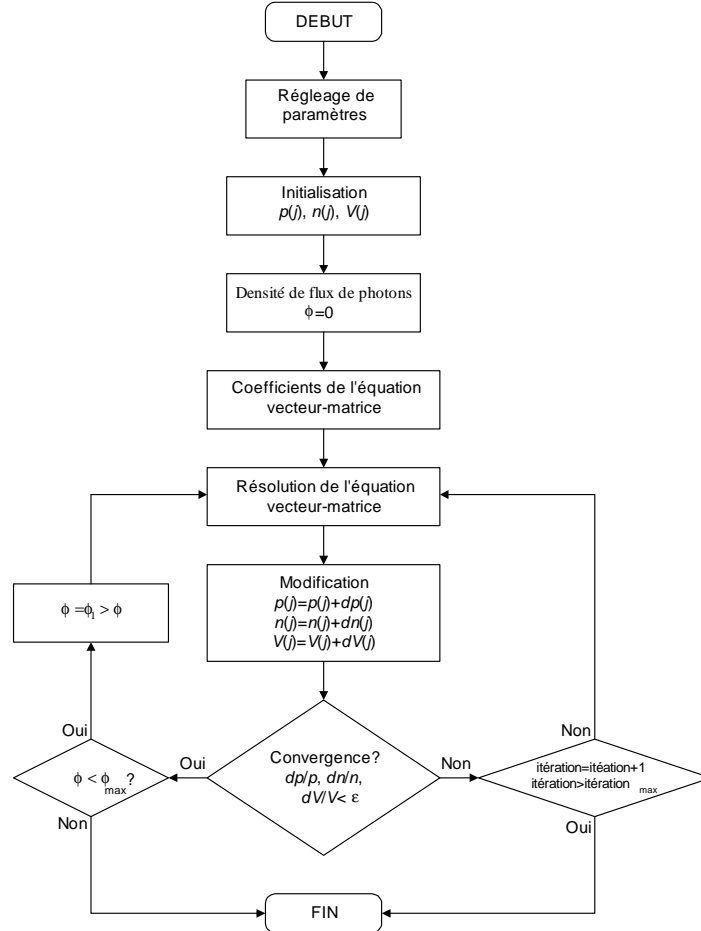 DEBUT
Régleage de
paramètres
Initialisation
p(j), n(j), V(j)
Densité de flux de photons
ϕ=0
Coefficients de l'équation
vecteur-matrice
Résolution de l'équation
vecteur-matrice
Modification
p(j)=p(j)+dp(j)
n(j)=n(j)+dn(j)
V(j)=V(j)+dV(j)
ϕ =ϕ1 > ϕ
Oui
ϕ < ϕmax?
Non
Oui
Convergence?
dp/p, dn/n,
dV/V< ε
Non
Non
itération=itéation+1
itération>itération max
Oui
FIN